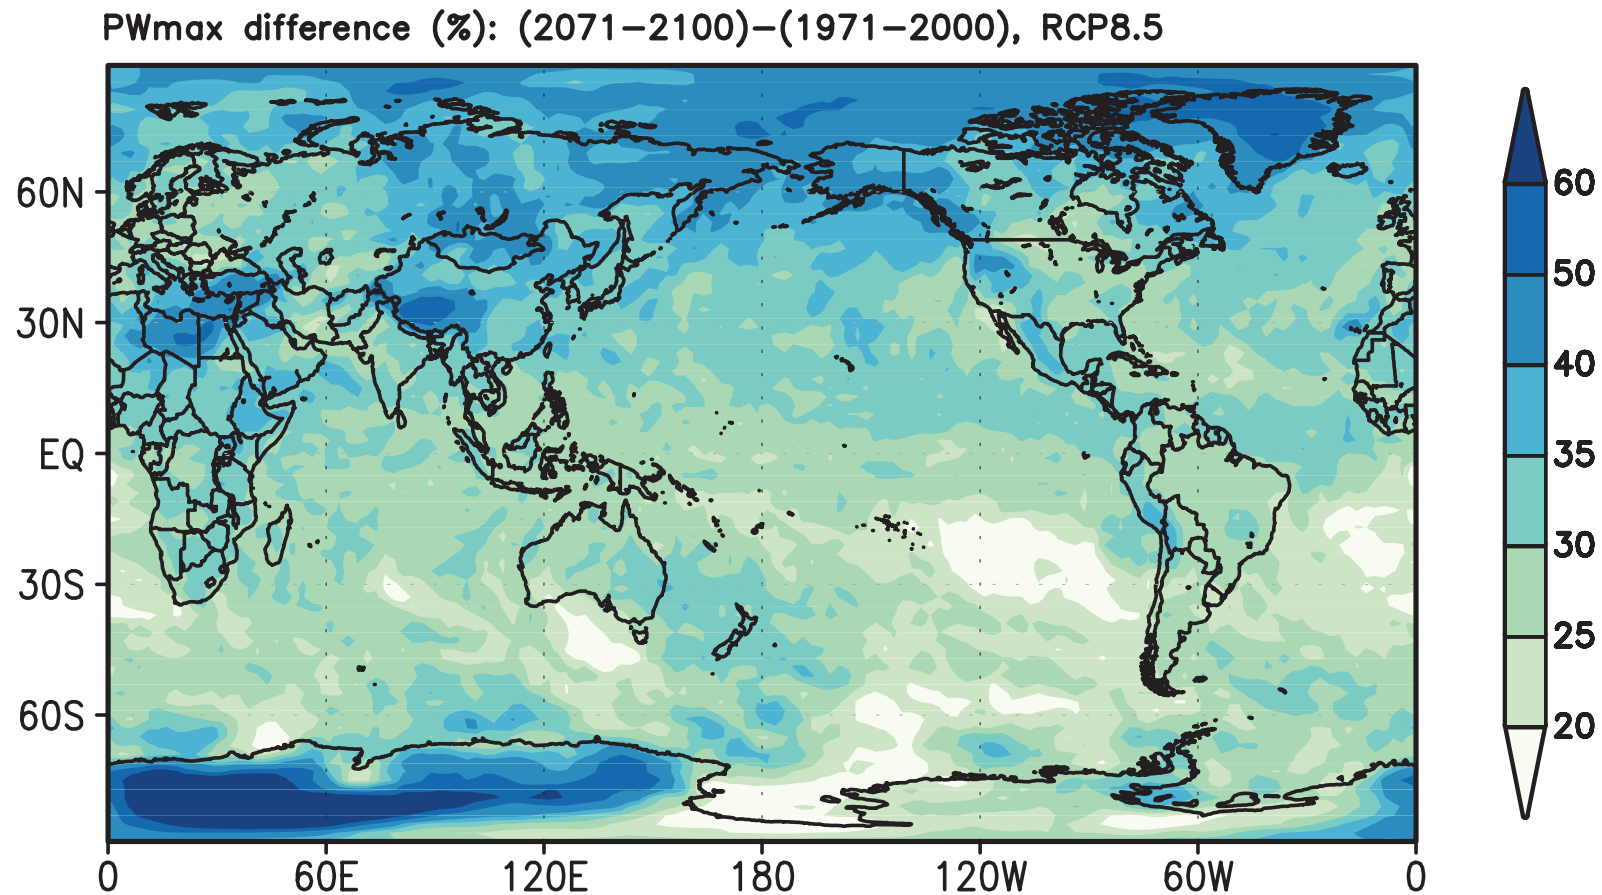 PWmax difference (%): (2071−2100)−(1971−2000), RCP8.5
60N
30N
EQ
30S
60S
0 60E 120E 180 120W 60W 0
60
50
40
35
30
25
20